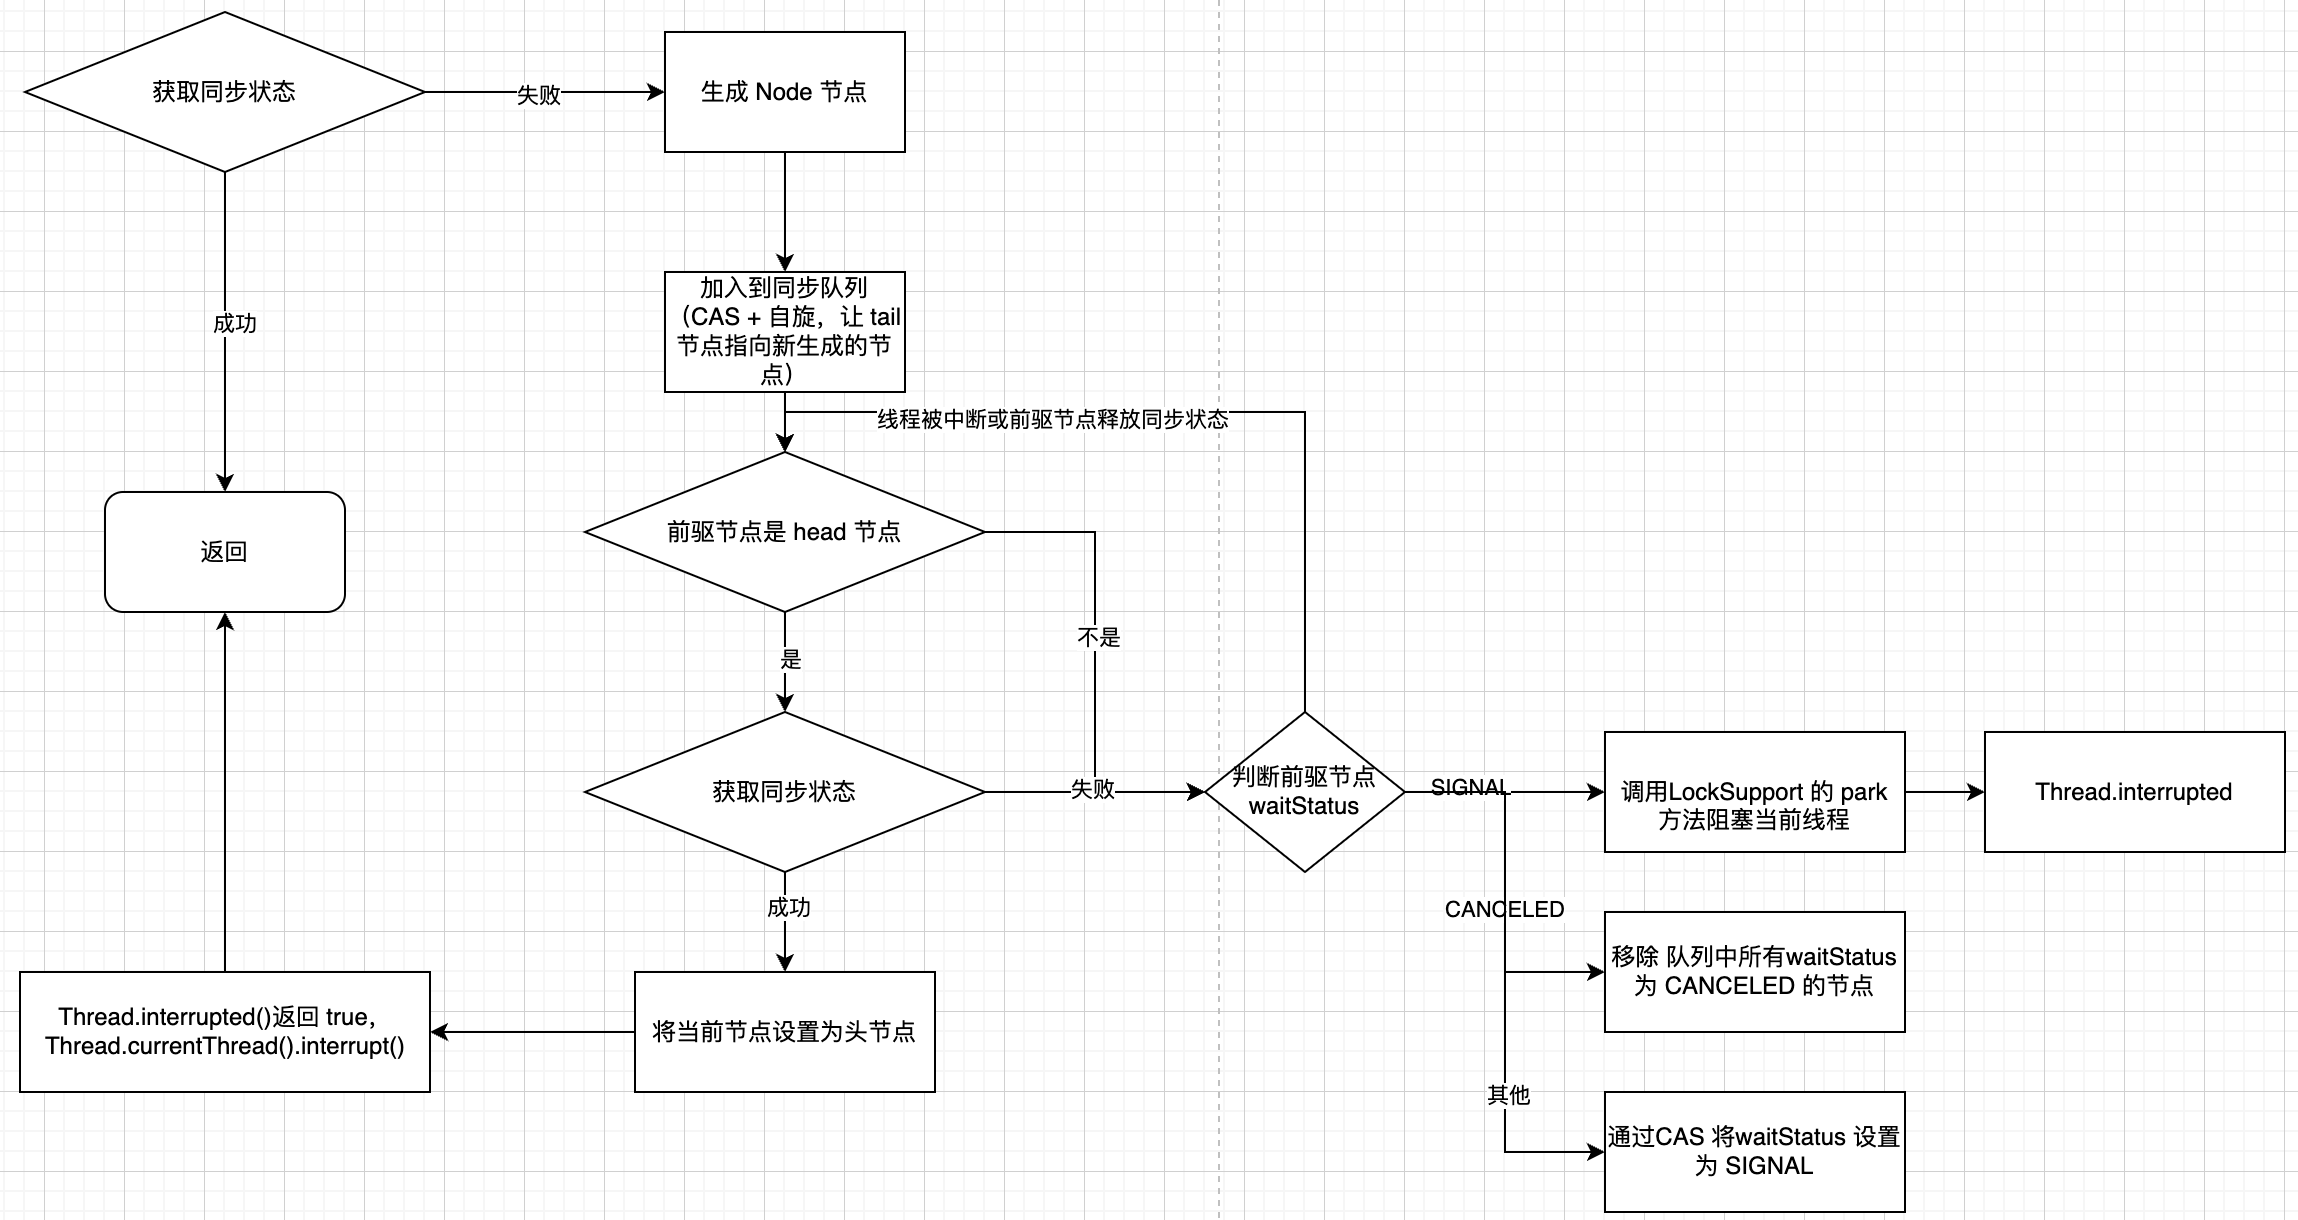 获取同步状态
失败
生成 Node 节点
加入到同步队列
（CAS + 自旋，让 tail
节点指向新生成的节
点）
成功
线程被中断或前驱节点释放同步状态
返回
前驱节点是 head 节点
不是
是
获取同步状态
失败
判断前驱节点
waitStatus
SIGNAL
调用LockSupport 的 park
方法阻塞当前线程
Thread.interrupted
成功
CANCELED
移除 队列中所有waitStatus
为 CANCELED 的节点
Thread.interrupted()返回 true，
Thread.currentThread().interrupt()
将当前节点设置为头节点
其他
通过CAS 将waitStatus 设置
为 SIGNAL